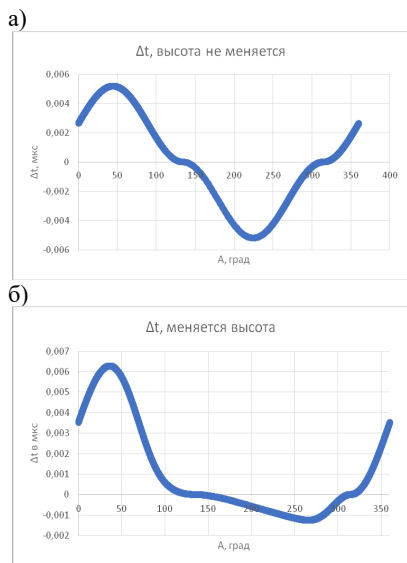 а)
Δt, высота не меняется
0,006
0,004
0,002
0
-0,002
-0,004
-0,006
0 50 100 150 200 250 300 350 400
Δt, мкс
А, град
б)
Δt, меняется высота
0,007
0,006
0,005
0,004
0,003
0,002
0,001
0
-0,001
-0,002
0 50 100 150 200 250 300 350
Δt в мкс
А, град